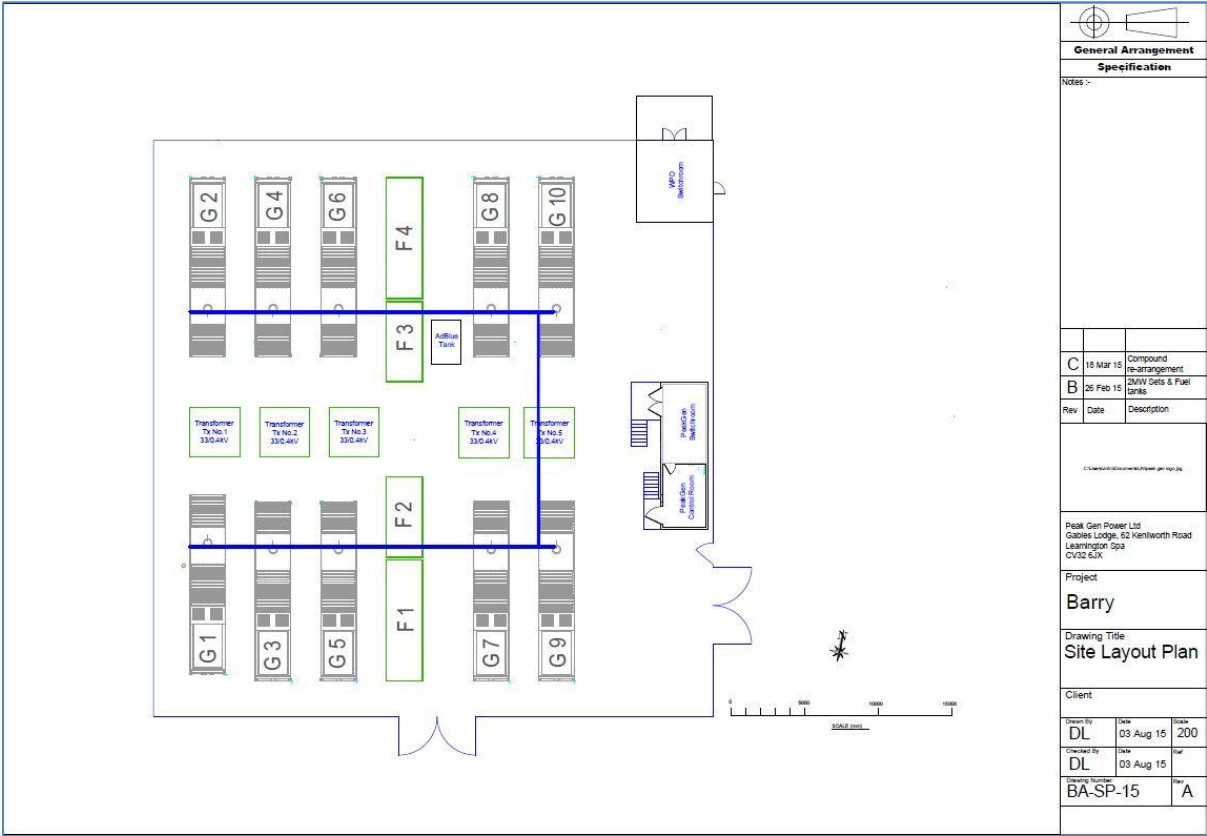 General Arrangement
Specification
Notes :-
G 2
G 4
G 6
F 4
G 8
G 10
WPD
Switchroom
F 3
AdBlue
Tank
Transformer
Tx No.1
33/0.4kV
Transformer
Tx No.2
33/0.4kV
Transformer
Tx No.3
33/0.4kV
Transformer
Tx No.4
33/0.4kV
Transformer
Tx No.5
33/0.4kV
PeakGen
Switchroom
PeakGen
Control Room
F 2
F 1
G 1
G 3
G 5
G 7
G 9
0 5000 10000 15000
SCALE (mm)
C 18 Mar 15 Compound
re-arrangement
B 26 Feb 15 2MW Sets & Fuel
tanks
Rev Date Description
Peak Gen Power Ltd
Gables Lodge, 62 Kenilworth Road
Leamington Spa
CV32 6JX
Project
Barry
Drawing Title
Site Layout Plan
Client
Drawn By Date Scale
DL 03 Aug 15 200
Checked By Date Ref
DL 03 Aug 15
Drawing Number Rev
BA-SP-15 A